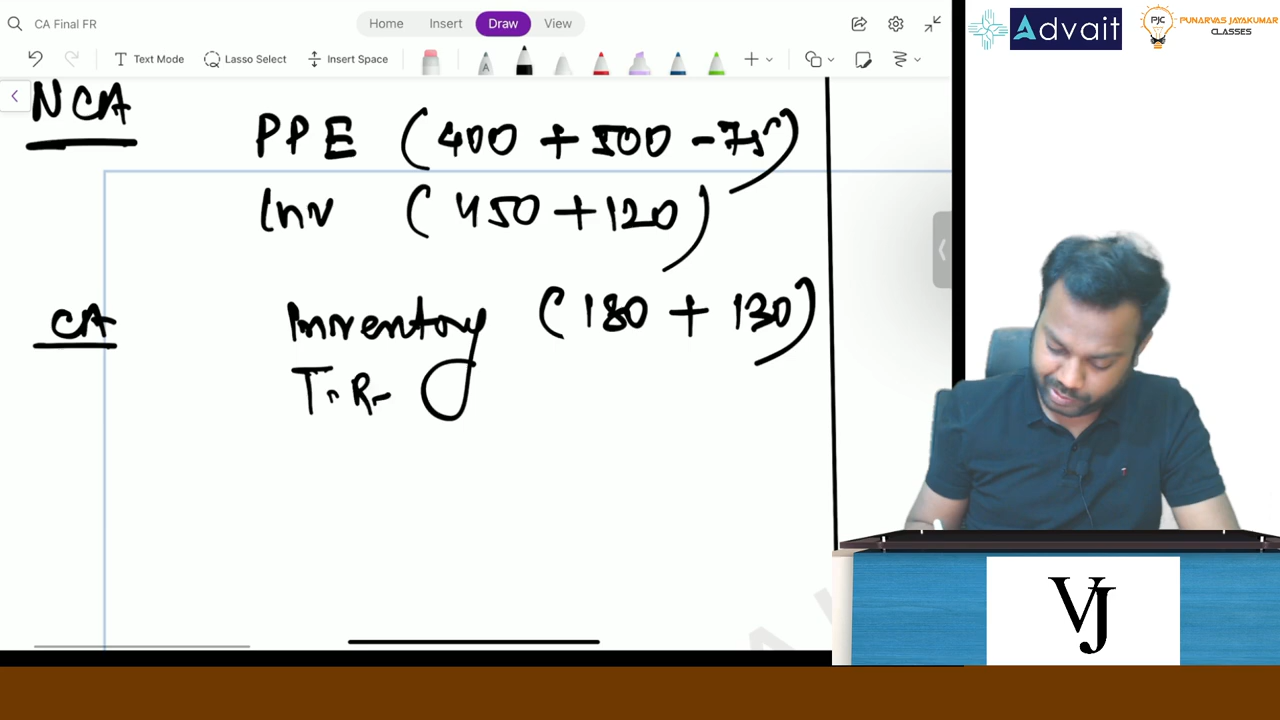 CA Final FR
Home Insert Draw View
Text Mode Lasso Select Insert Space
NCA
PPE (400 + 500 - 75)
Inv (450 + 120)
CA
Inventory (180 + 130)
T.R. (
Advait
PJC
PUNARVAS JAYAKUMAR
CLASSES
VJ